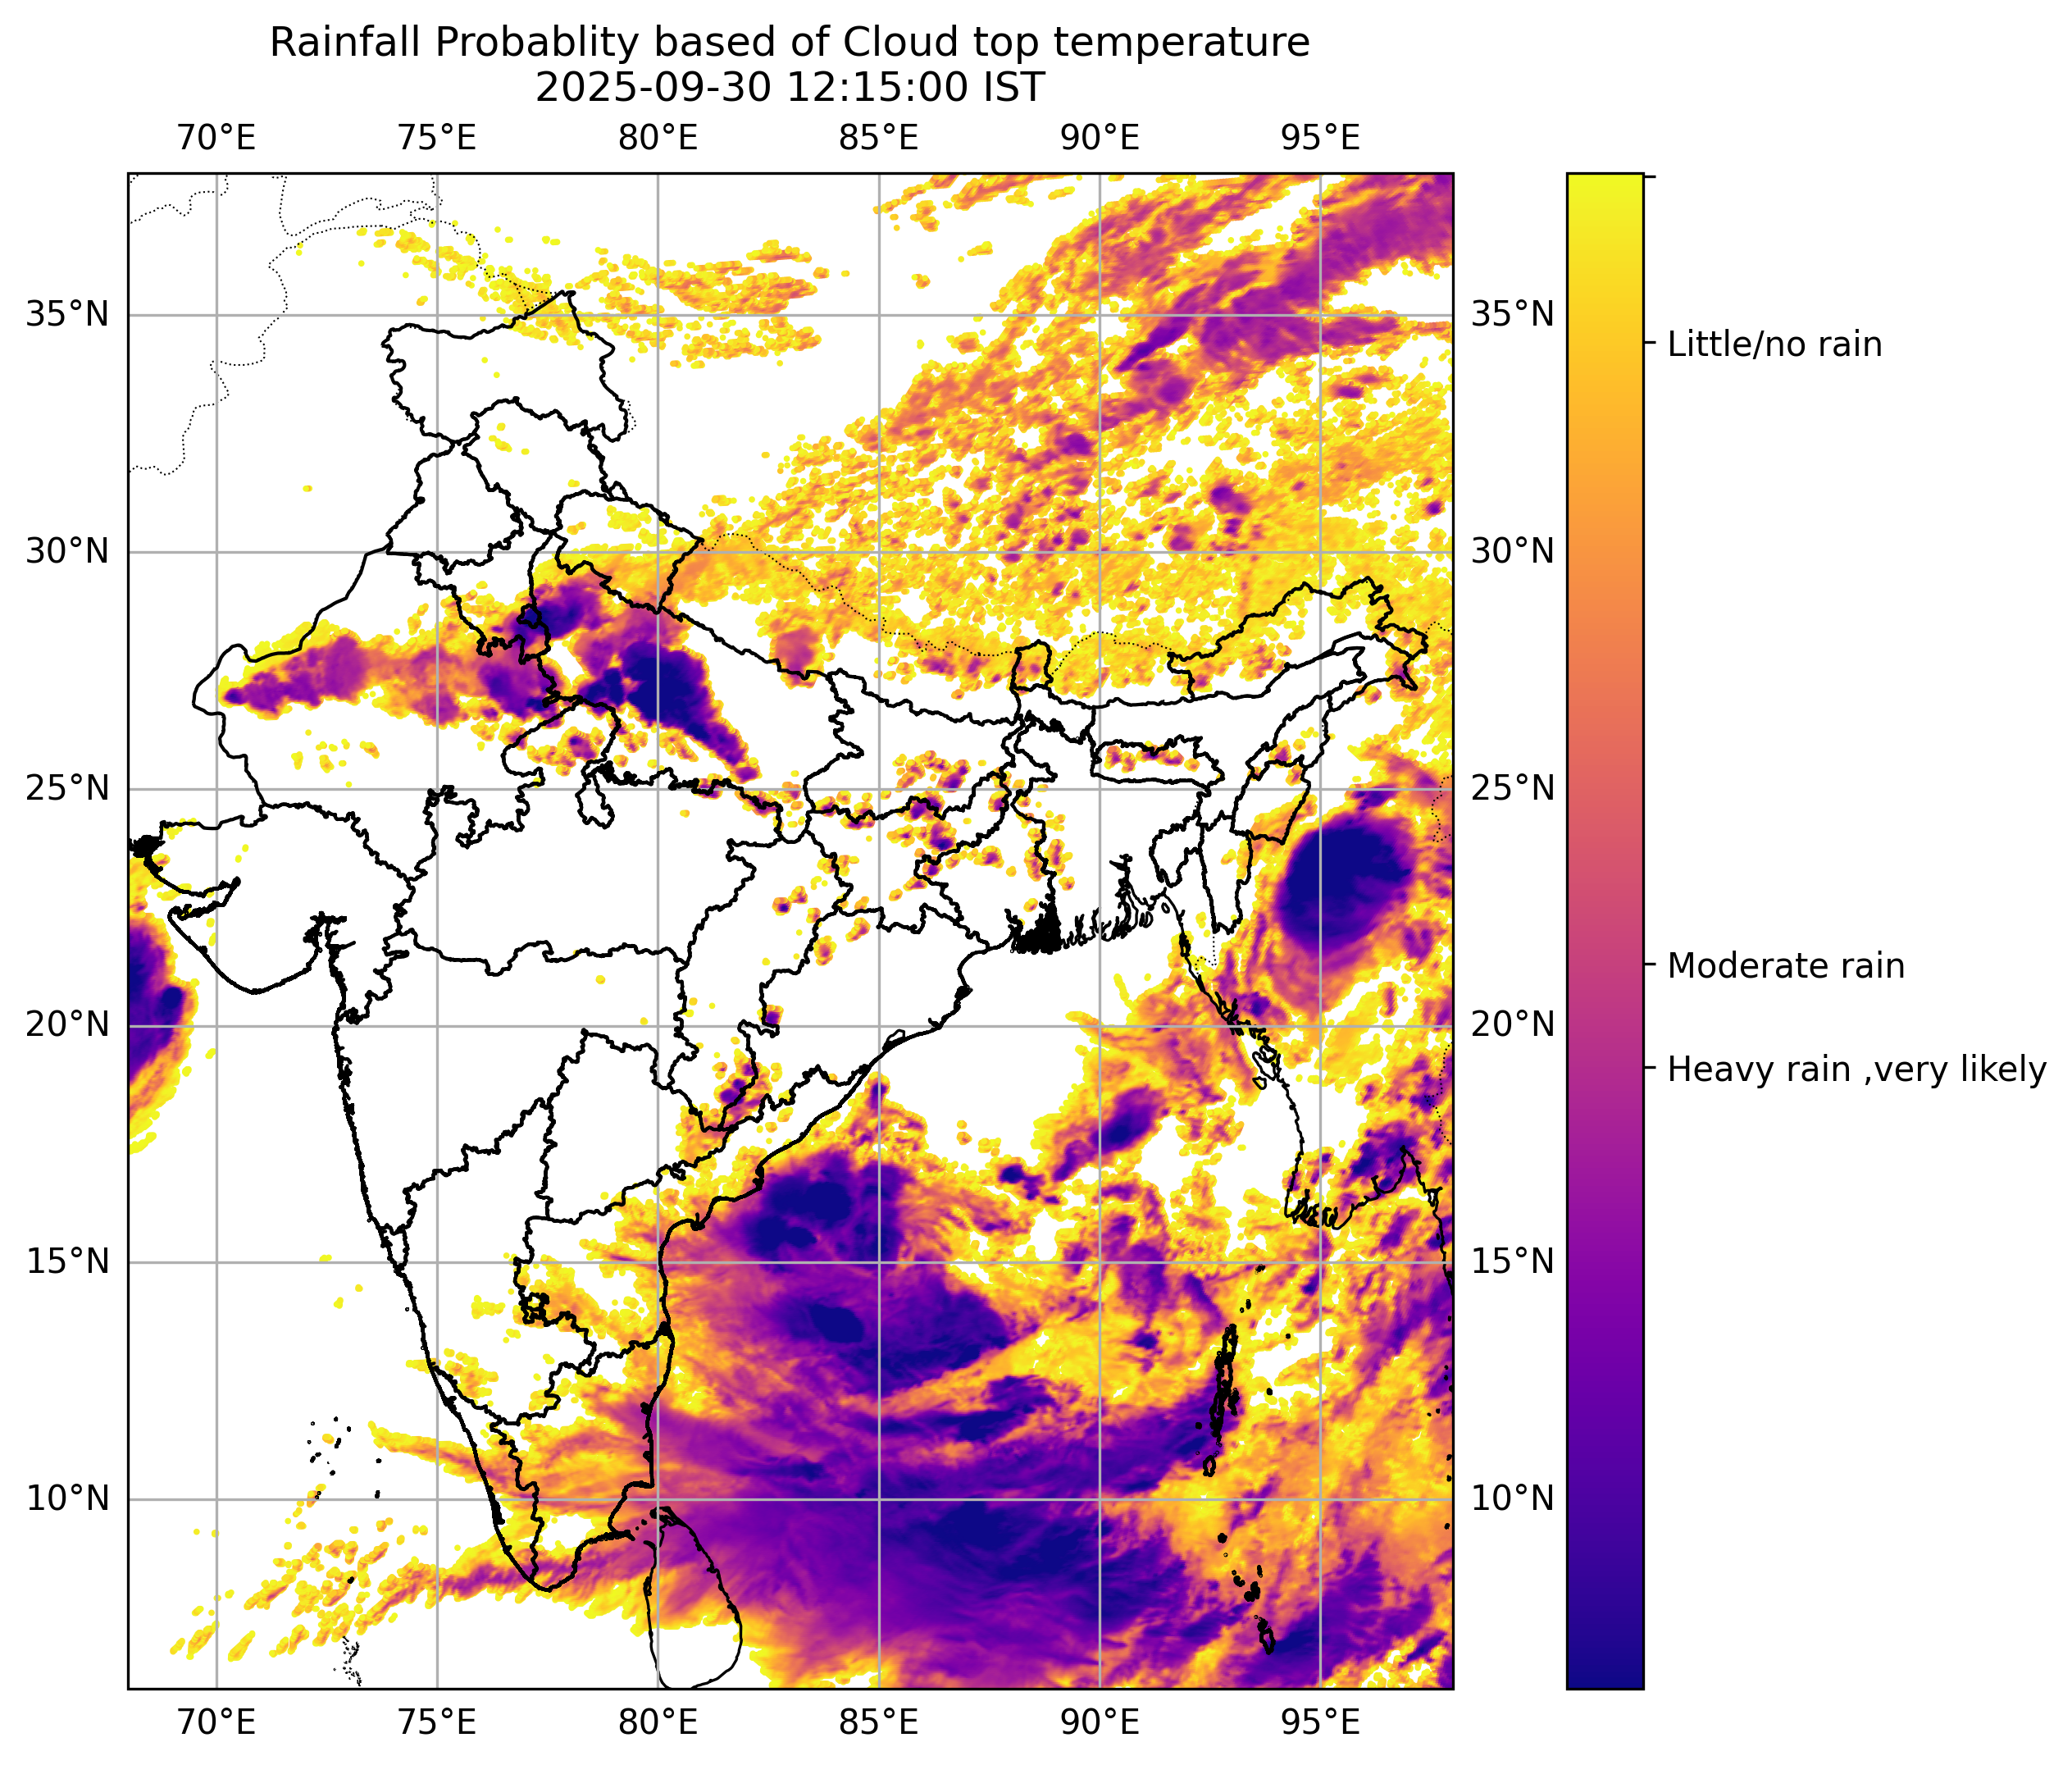 Rainfall Probablity based of Cloud top temperature
2025-09-30 12:15:00 IST
70°E 75°E 80°E 85°E 90°E 95°E
35°N 35°N
Little/no rain
30°N 30°N
25°N 25°N
Moderate rain
20°N 20°N
Heavy rain ,very likely
15°N 15°N
10°N 10°N
70°E 75°E 80°E 85°E 90°E 95°E